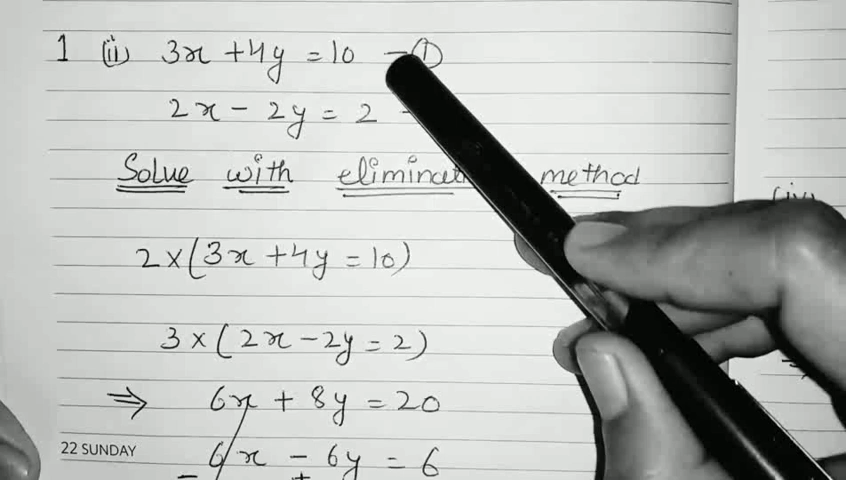 1 (ii) 3x + 4y = 10 — ①
2x - 2y = 2 -
Solve with method
2 × (3x + 4y = 10)
3 × (2x - 2y = 2)
⇒ 6x + 8y = 20
22 SUNDAY 6x - 6y = 6
- +